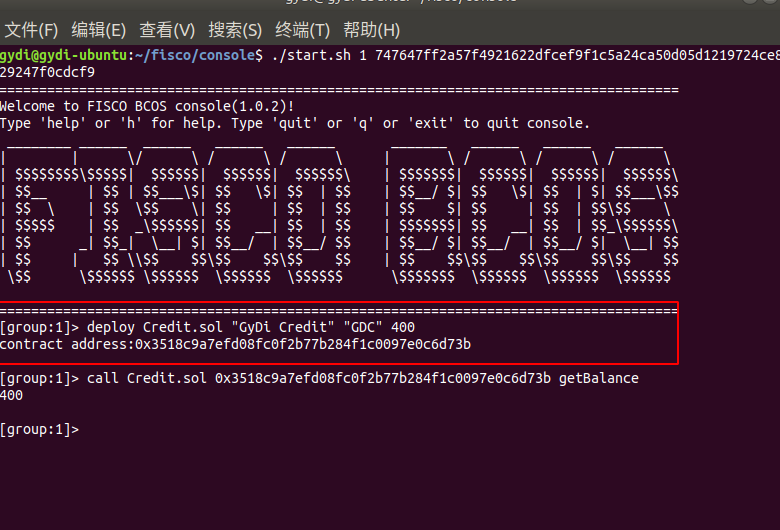 文件(F) 编辑(E) 查看(V) 搜索(S) 终端(T) 帮助(H)
gydi@gydi-ubuntu:~/fisco/console$ ./start.sh 1 747647ff2a57f4921622dfcef9f1c5a24ca50d05d1219724ce8
29247f0cdcf9
=====================================================================================
Welcome to FISCO BCOS console(1.0.2)!
Type 'help' or 'h' for help. Type 'quit' or 'q' or 'exit' to quit console.
FISCO BCOS
=====================================================================================
[group:1]> deploy Credit.sol "GyDi Credit" "GDC" 400
contract address:0x3518c9a7efd08fc0f2b77b284f1c0097e0c6d73b
[group:1]> call Credit.sol 0x3518c9a7efd08fc0f2b77b284f1c0097e0c6d73b getBalance
400
[group:1]>